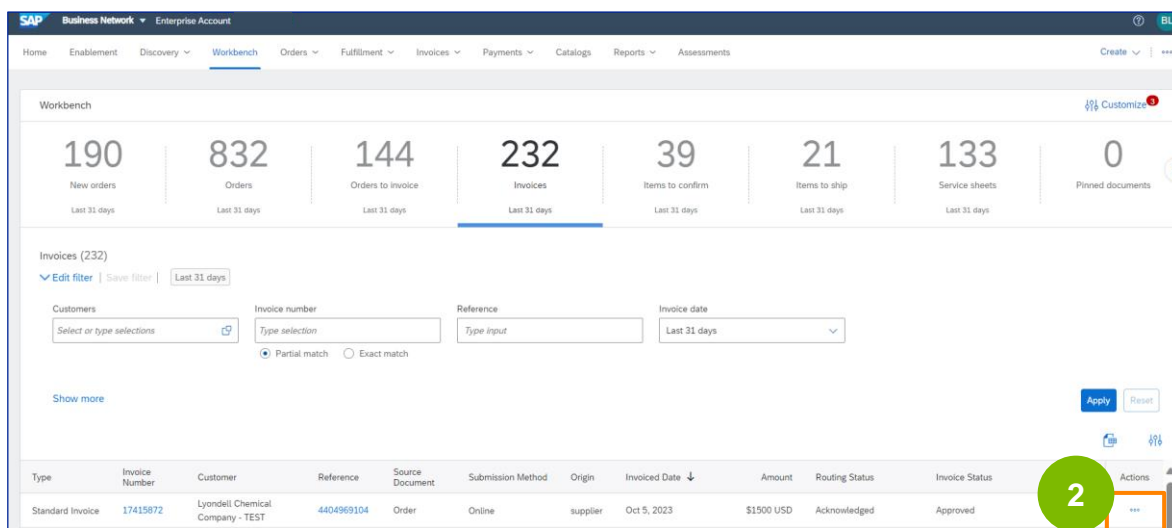 SAP Business Network Enterprise Account BL
Home Enablement Discovery Workbench Orders Fulfillment Invoices Payments Catalogs Reports Assessments Create
Workbench Customize 3
190 832 144 232 39 21 133 0
New orders Orders Orders to invoice Invoices Items to confirm Items to ship Service sheets Pinned documents
Last 31 days Last 31 days Last 31 days Last 31 days Last 31 days Last 31 days Last 31 days
Invoices (232)
Edit filter | Save filter | Last 31 days
Customers Invoice number Reference Invoice date
Select or type selections Type selection Type input Last 31 days
Partial match Exact match
Show more Apply Reset
Type Invoice Number Customer Reference Source Document Submission Method Origin Invoiced Date ↓ Amount Routing Status Invoice Status Actions
2
Standard Invoice 17415872 Lyondell Chemical Company - TEST 4404969104 Order Online supplier Oct 5, 2023 $1500 USD Acknowledged Approved